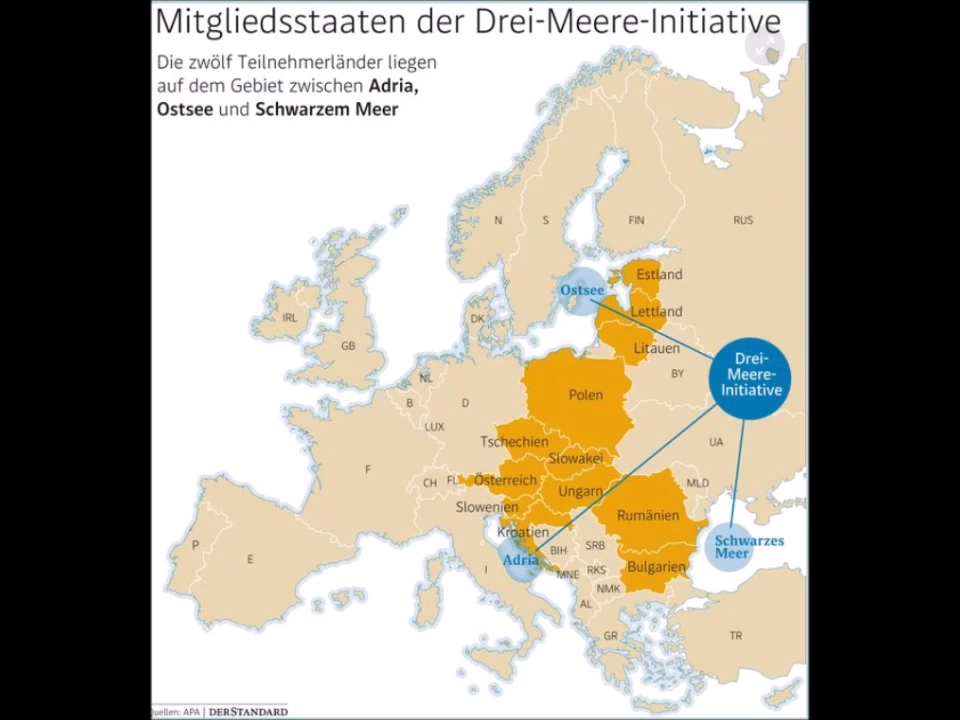 Mitgliedsstaaten der Drei-Meere-Initiative
Die zwölf Teilnehmerländer liegen
auf dem Gebiet zwischen Adria,
Ostsee und Schwarzem Meer
N
S
FIN
RUS
Estland
Ostsee
Lettland
IRL
DK
GB
Litauen
Drei-
Meere-
Initiative
BY
NL
Polen
B
D
LUX
Tschechien
UA
Slowakei
F
CH
FL
Österreich
MLD
Ungarn
Slowenien
Rumänien
Kroatien
Schwarzes
Meer
P
E
Adria
BIH
SRB
I
MNE
RKS
Bulgarien
NMK
AL
GR
TR
uellen: APA | DERSTANDARD